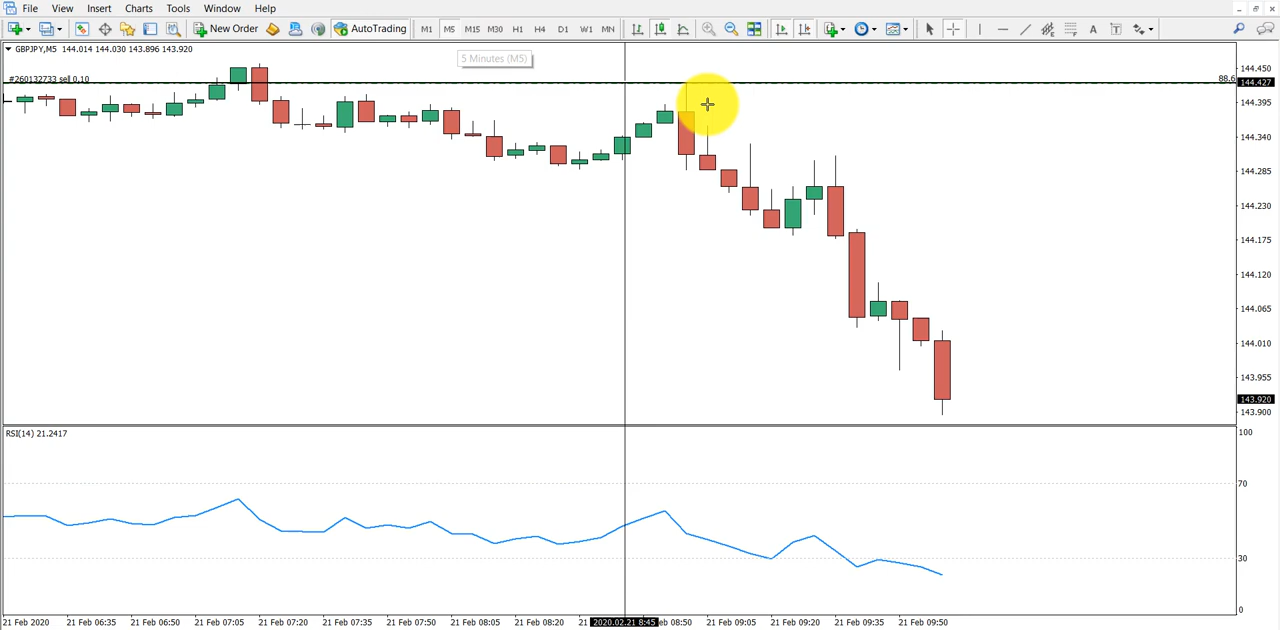 File View Insert Charts Tools Window Help
New Order AutoTrading M1 M5 M15 M30 H1 H4 D1 W1 MN A T
GBPJPY,M5 144.014 144.030 143.896 143.920
5 Minutes (M5)
#260132733 sell 0.10
88.6
144.450
144.427
144.395
144.340
144.285
144.230
144.175
144.120
144.065
144.010
143.955
143.920
143.900
RSI(14) 21.2417
100
70
30
0
21 Feb 2020 21 Feb 06:35 21 Feb 06:50 21 Feb 07:05 21 Feb 07:20 21 Feb 07:35 21 Feb 07:50 21 Feb 08:05 21 Feb 08:20 21 2020.02.21 8:45 eb 08:50 21 Feb 09:05 21 Feb 09:20 21 Feb 09:35 21 Feb 09:50